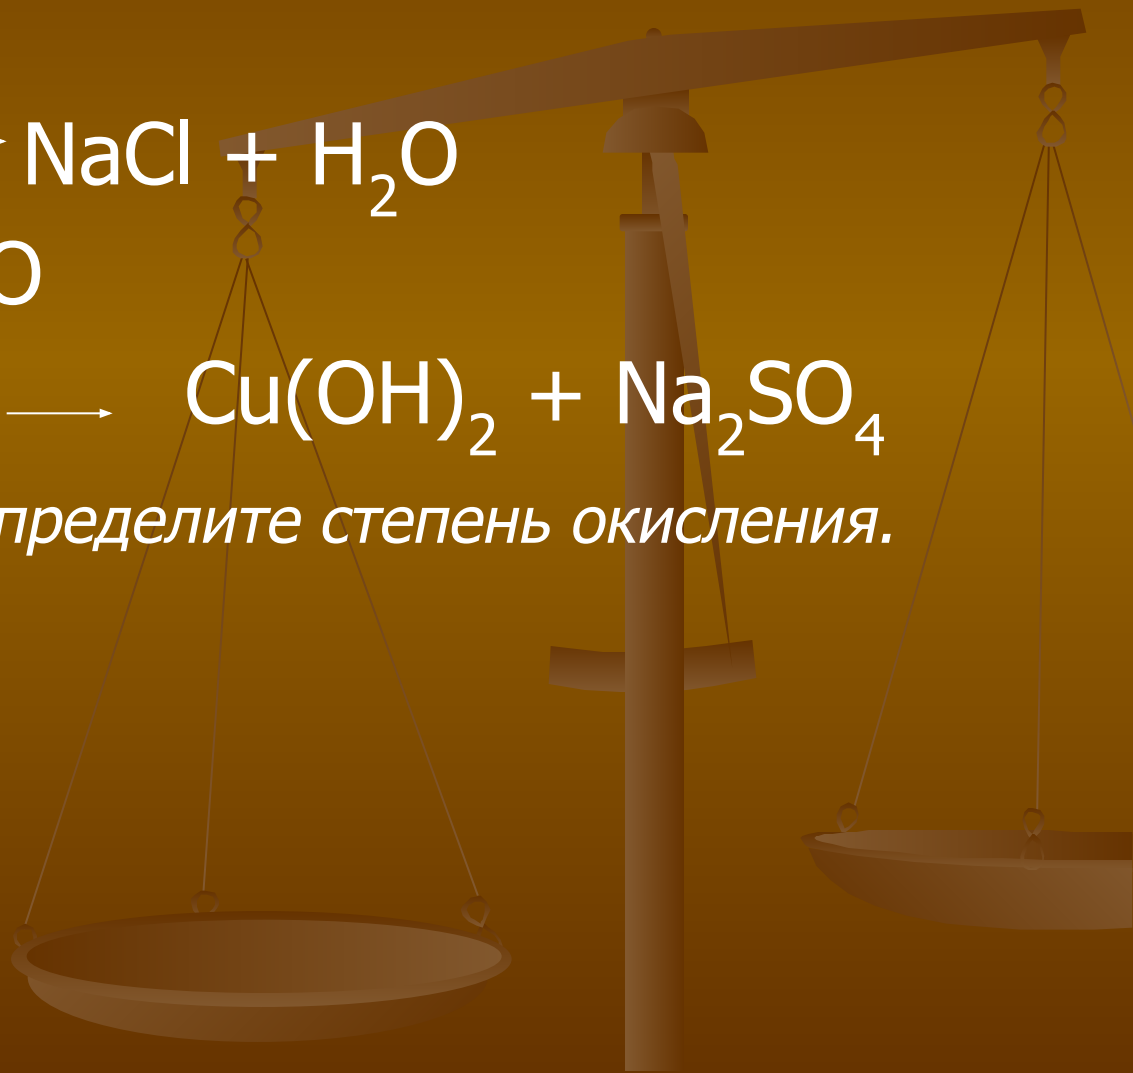 NaCl + H₂O
O
Cu(OH)₂ + Na₂SO₄
пределите степень окисления.